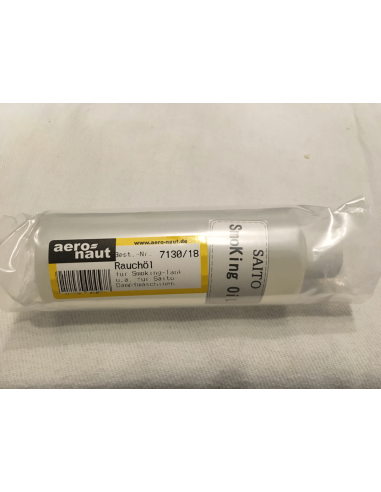 aero=
naut
www.aero-naut.de
Best.-Nr. 7130/18
Rauchöl
für Smoking-Tank
u.a. für Saito
Dampfmaschinen
SAITO
SmoKing Oil